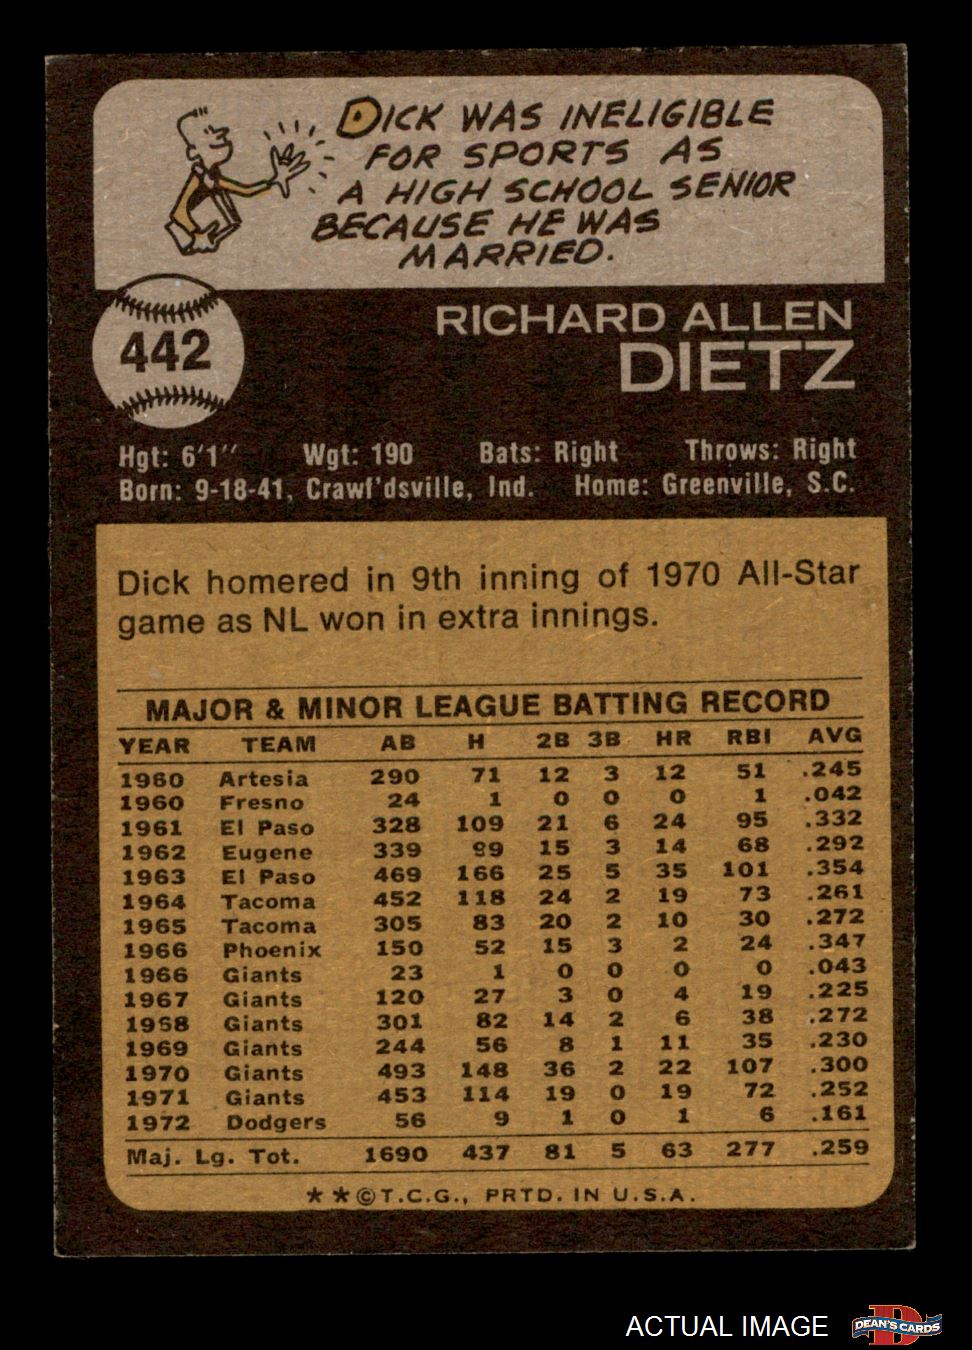 DICK WAS INELIGIBLE
FOR SPORTS AS
A HIGH SCHOOL SENIOR
BECAUSE HE WAS
MARRIED.
442
RICHARD ALLEN
DIETZ
Hgt: 6'1" Wgt: 190 Bats: Right Throws: Right
Born: 9-18-41, Crawf'dsville, Ind. Home: Greenville, S.C.
Dick homered in 9th inning of 1970 All-Star
game as NL won in extra innings.
MAJOR & MINOR LEAGUE BATTING RECORD
YEAR TEAM AB H 2B 3B HR RBI AVG
1960 Artesia 290 71 12 3 12 51 .245
1960 Fresno 24 1 0 0 0 1 .042
1961 El Paso 328 109 21 6 24 95 .332
1962 Eugene 339 99 15 3 14 68 .292
1963 El Paso 469 166 25 5 35 101 .354
1964 Tacoma 452 118 24 2 19 73 .261
1965 Tacoma 305 83 20 2 10 30 .272
1966 Phoenix 150 52 15 3 2 24 .347
1966 Giants 23 1 0 0 0 0 .043
1967 Giants 120 27 3 0 4 19 .225
1968 Giants 301 82 14 2 6 38 .272
1969 Giants 244 56 8 1 11 35 .230
1970 Giants 493 148 36 2 22 107 .300
1971 Giants 453 114 19 0 19 72 .252
1972 Dodgers 56 9 1 0 1 6 .161
Maj. Lg. Tot. 1690 437 81 5 63 277 .259
★ ★ © T.C.G., PRTD. IN U.S.A.
ACTUAL IMAGE
D
DEAN'S CARDS